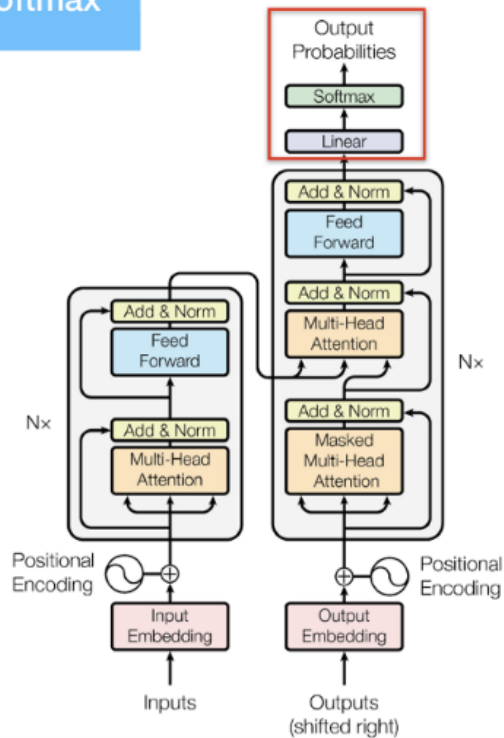 Output
Probabilities
Softmax
Linear
Add & Norm
Feed
Forward
Add & Norm
Multi-Head
Attention
Nx
Add & Norm
Masked
Multi-Head
Attention
Add & Norm
Feed
Forward
Nx
Add & Norm
Multi-Head
Attention
Positional
Encoding
Positional
Encoding
Input
Embedding
Output
Embedding
Inputs
Outputs
(shifted right)